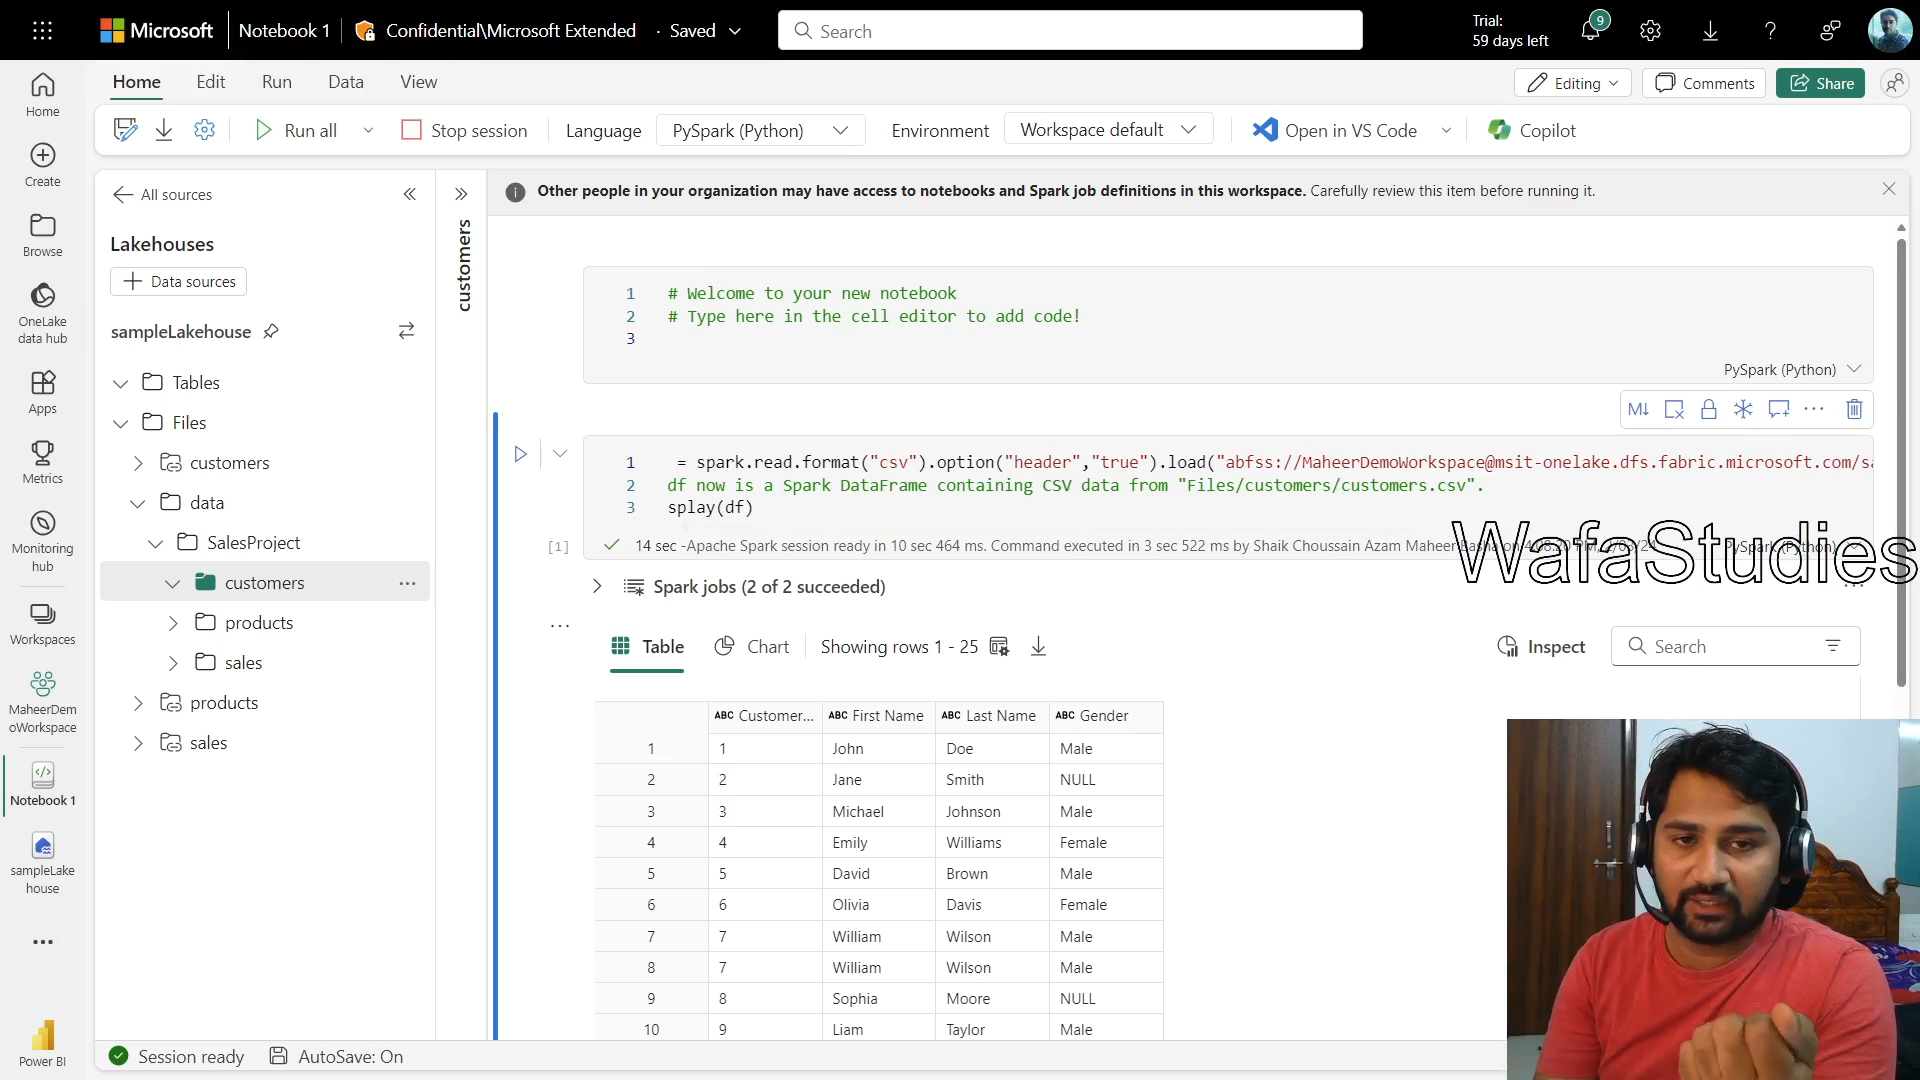 Microsoft
Notebook 1
Confidential\Microsoft Extended
· Saved
Search
Trial:
59 days left
9
Home
Edit
Run
Data
View
Editing
Comments
Share
Run all
Stop session
Language
PySpark (Python)
Environment
Workspace default
Open in VS Code
Copilot
Home
Create
Browse
OneLake
data hub
Apps
Metrics
Monitoring
hub
Workspaces
MaheerDem
oWorkspace
Notebook 1
sampleLake
house
Power BI
All sources
Lakehouses
Data sources
sampleLakehouse
Tables
Files
customers
data
SalesProject
customers
products
sales
products
sales
customers
Other people in your organization may have access to notebooks and Spark job definitions in this workspace. Carefully review this item before running it.
1 # Welcome to your new notebook
2 # Type here in the cell editor to add code!
3
PySpark (Python)
M↓
1 = spark.read.format("csv").option("header","true").load("abfss://MaheerDemoWorkspace@msit-onelake.dfs.fabric.microsoft.com/sa
2 df now is a Spark DataFrame containing CSV data from "Files/customers/customers.csv".
3 splay(df)
[1]
14 sec -Apache Spark session ready in 10 sec 464 ms. Command executed in 3 sec 522 ms by Shaik Choussain Azam Maheer Basha on
PySpark (Python)
WafaStudies
Spark jobs (2 of 2 succeeded)
Table
Chart
Showing rows 1 - 25
Inspect
Search
ABC Customer... ABC First Name ABC Last Name ABC Gender
1 1 John Doe Male
2 2 Jane Smith NULL
3 3 Michael Johnson Male
4 4 Emily Williams Female
5 5 David Brown Male
6 6 Olivia Davis Female
7 7 William Wilson Male
8 7 William Wilson Male
9 8 Sophia Moore NULL
10 9 Liam Taylor Male
Session ready
AutoSave: On